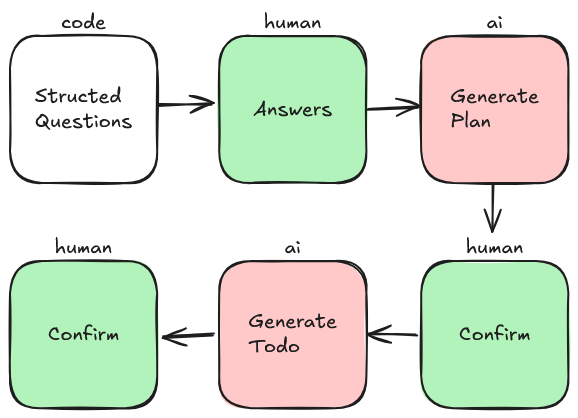 code
Structed
Questions
human
Answers
ai
Generate
Plan
human
Confirm
ai
Generate
Todo
human
Confirm